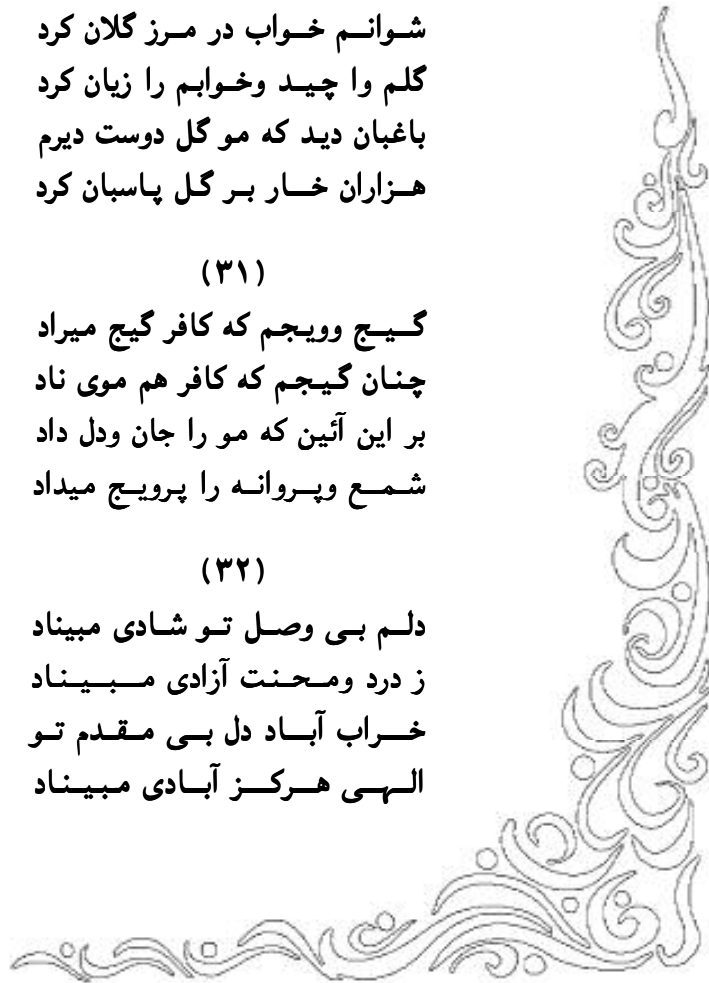 شوانم خواب در مرز گلان کرد
گلم وا چید وخوابم را زیان کرد
باغبان دید که مو گل دوست دیرم
هزاران خار بر گل پاسبان کرد
(۳۱)
گیج وویجم که کافر گیج میراد
چنان گیجم که کافر هم موی ناد
بر این آئین که مو را جان ودل داد
شمع وپروانه را پرویج میداد
(۳۲)
دلم بی وصل تو شادی مبیناد
ز درد ومحنت آزادی مبیناد
خراب آباد دل بی مقدم تو
الهی هرکز آبادی مبیناد